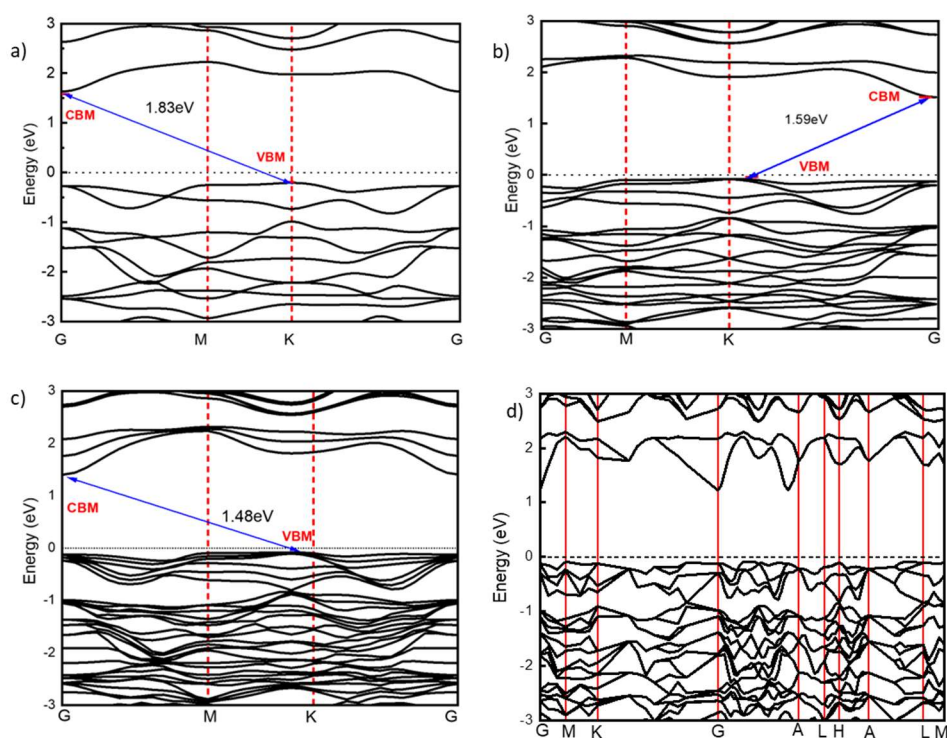 a)
3
2
1
0
-1
-2
-3
Energy (eV)
CBM
1.83eV
VBM
G M K G
b)
3
2
1
0
-1
-2
-3
Energy (eV)
CBM
1.59eV
VBM
G M K G
c)
3
2
1
0
-1
-2
-3
Energy (eV)
CBM
1.48eV
VBM
G M K G
d)
3
2
1
0
-1
-2
-3
Energy (eV)
G M K G A L H A L M